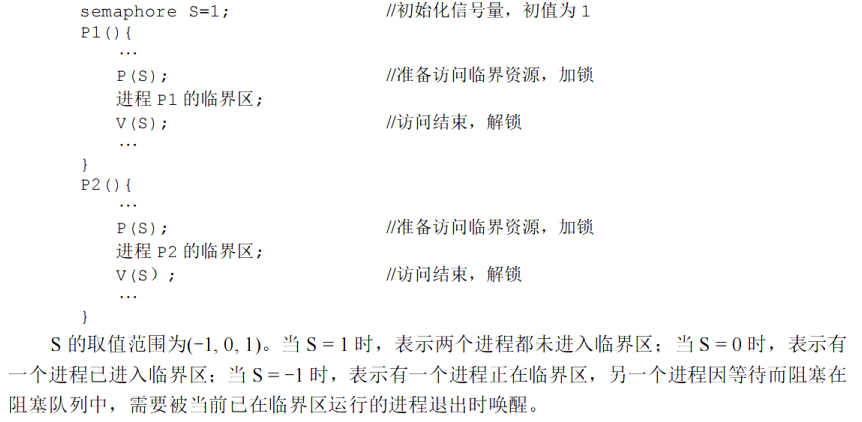 semaphore S=1; //初始化信号量，初值为 1
P1(){
…
P(S); //准备访问临界资源，加锁
进程 P1 的临界区;
V(S); //访问结束，解锁
…
}
P2(){
…
P(S); //准备访问临界资源，加锁
进程 P2 的临界区;
V(S）; //访问结束，解锁
…
}
S 的取值范围为(−1, 0, 1)。当 S = 1 时，表示两个进程都未进入临界区；当 S = 0 时，表示有
一个进程已进入临界区；当 S = −1 时，表示有一个进程正在临界区，另一个进程因等待而阻塞在
阻塞队列中，需要被当前已在临界区运行的进程退出时唤醒。